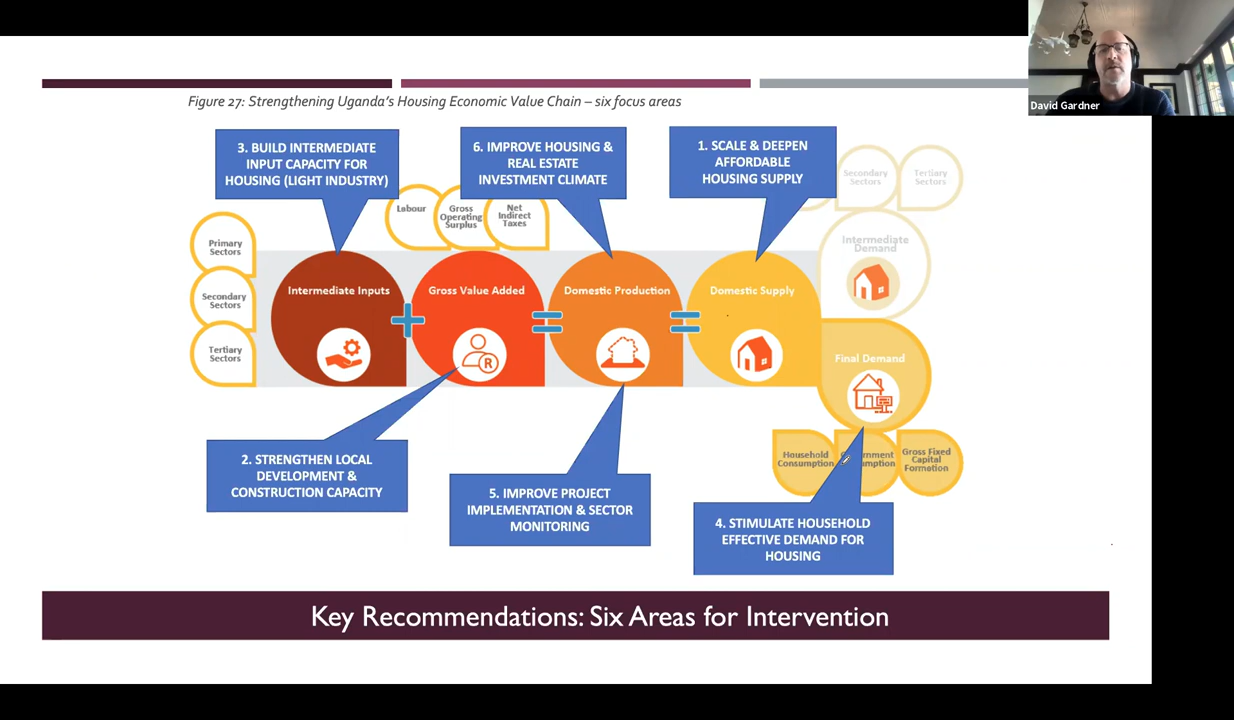 David Gardner
Figure 27: Strengthening Uganda's Housing Economic Value Chain – six focus areas
3. BUILD INTERMEDIATE
INPUT CAPACITY FOR
HOUSING (LIGHT INDUSTRY)
6. IMPROVE HOUSING &
REAL ESTATE
INVESTMENT CLIMATE
1. SCALE & DEEPEN
AFFORDABLE
HOUSING SUPPLY
Secondary
Sectors
Tertiary
Sectors
Labour
Gross
Operating
Surplus
Net
Indirect
Taxes
Primary
Sectors
Secondary
Sectors
Tertiary
Sectors
Intermediate
Demand
Intermediate Inputs
+
Gross Value Added
R
=
Domestic Production
=
Domestic Supply
Final Demand
Household
Consumption
Gross Fixed
Capital
Formation
2. STRENGTHEN LOCAL
DEVELOPMENT &
CONSTRUCTION CAPACITY
5. IMPROVE PROJECT
IMPLEMENTATION & SECTOR
MONITORING
4. STIMULATE HOUSEHOLD
EFFECTIVE DEMAND FOR
HOUSING
Key Recommendations: Six Areas for Intervention